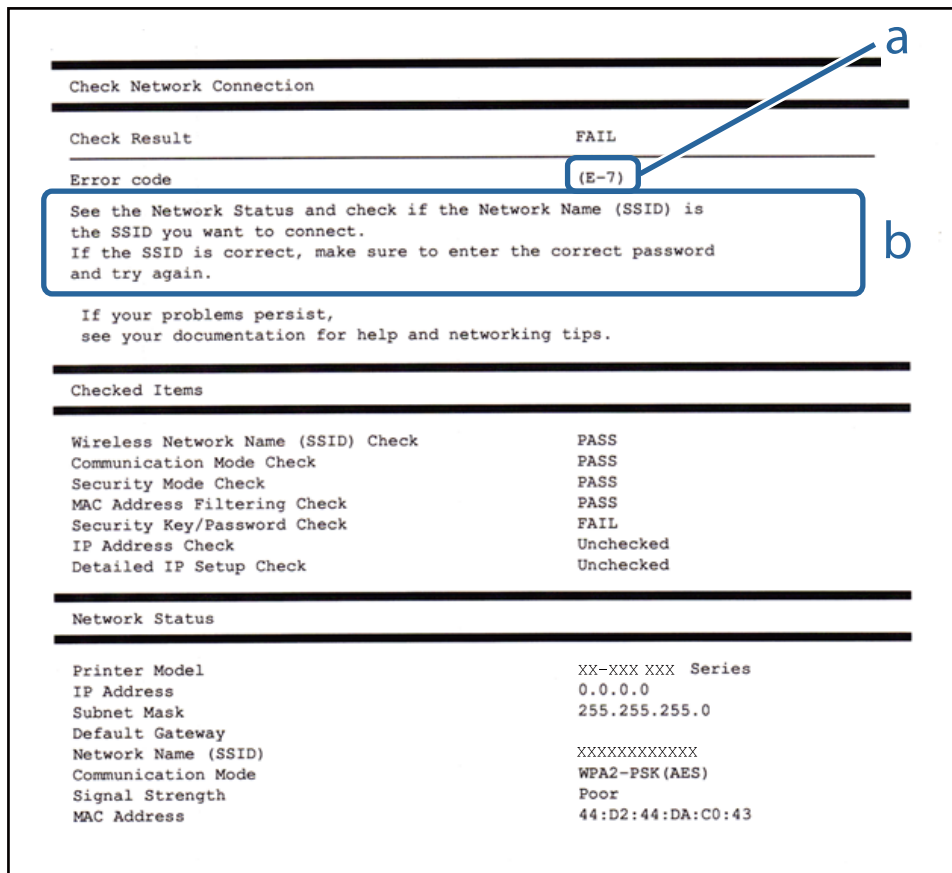 a
Check Network Connection
Check Result FAIL
Error code (E-7)
See the Network Status and check if the Network Name (SSID) is
the SSID you want to connect.
If the SSID is correct, make sure to enter the correct password
and try again.
b
If your problems persist,
see your documentation for help and networking tips.
Checked Items
Wireless Network Name (SSID) Check PASS
Communication Mode Check PASS
Security Mode Check PASS
MAC Address Filtering Check PASS
Security Key/Password Check FAIL
IP Address Check Unchecked
Detailed IP Setup Check Unchecked
Network Status
Printer Model XX-XXX XXX Series
IP Address 0.0.0.0
Subnet Mask 255.255.255.0
Default Gateway
Network Name (SSID) XXXXXXXXXXXX
Communication Mode WPA2-PSK(AES)
Signal Strength Poor
MAC Address 44:D2:44:DA:C0:43